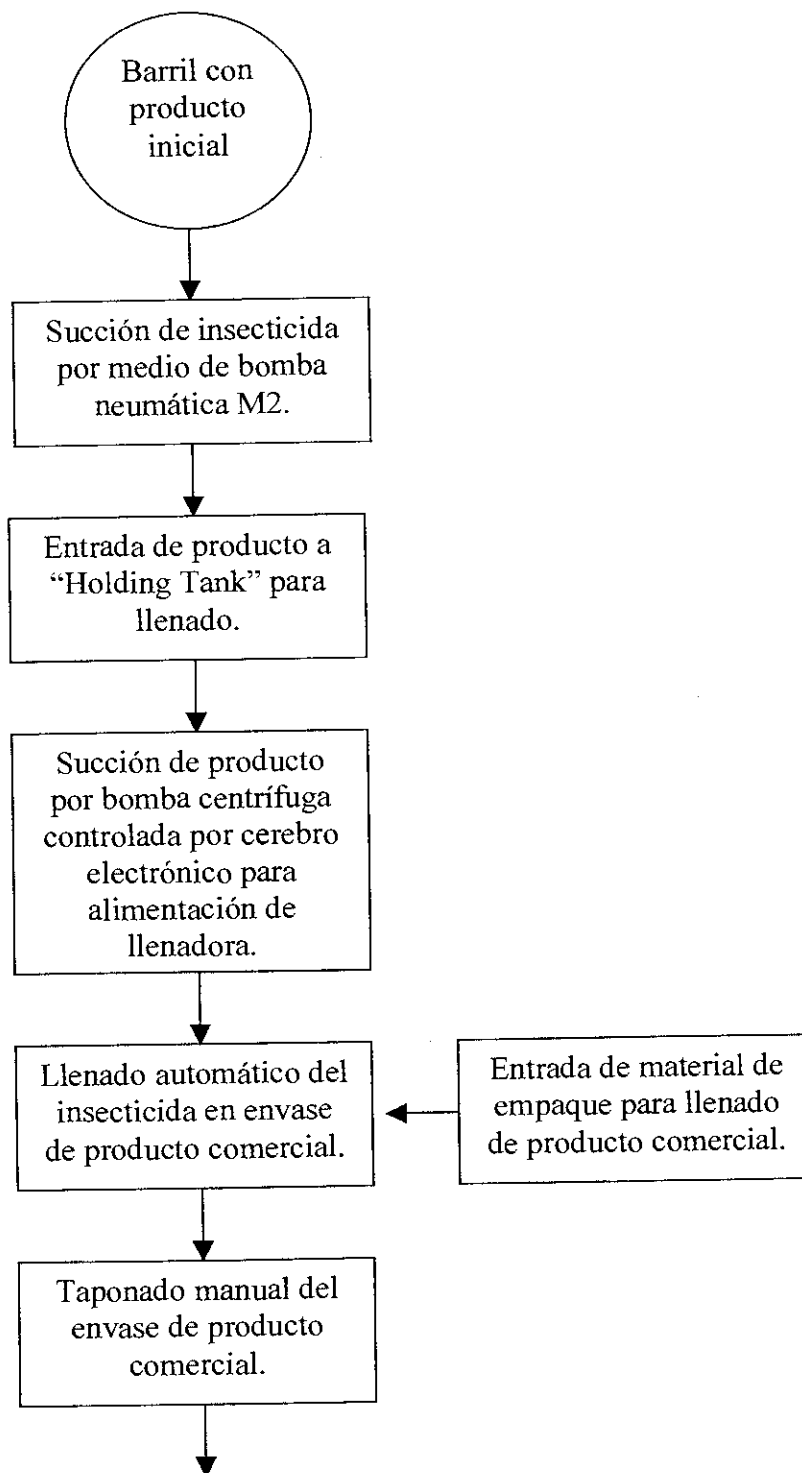 Barril con
producto
inicial
Succión de insecticida
por medio de bomba
neumática M2.
Entrada de producto a
“Holding Tank” para
llenado.
Succión de producto
por bomba centrífuga
controlada por cerebro
electrónico para
alimentación de
llenadora.
Llenado automático del
insecticida en envase
de producto comercial.
Entrada de material de
empaque para llenado
de producto comercial.
Taponado manual del
envase de producto
comercial.